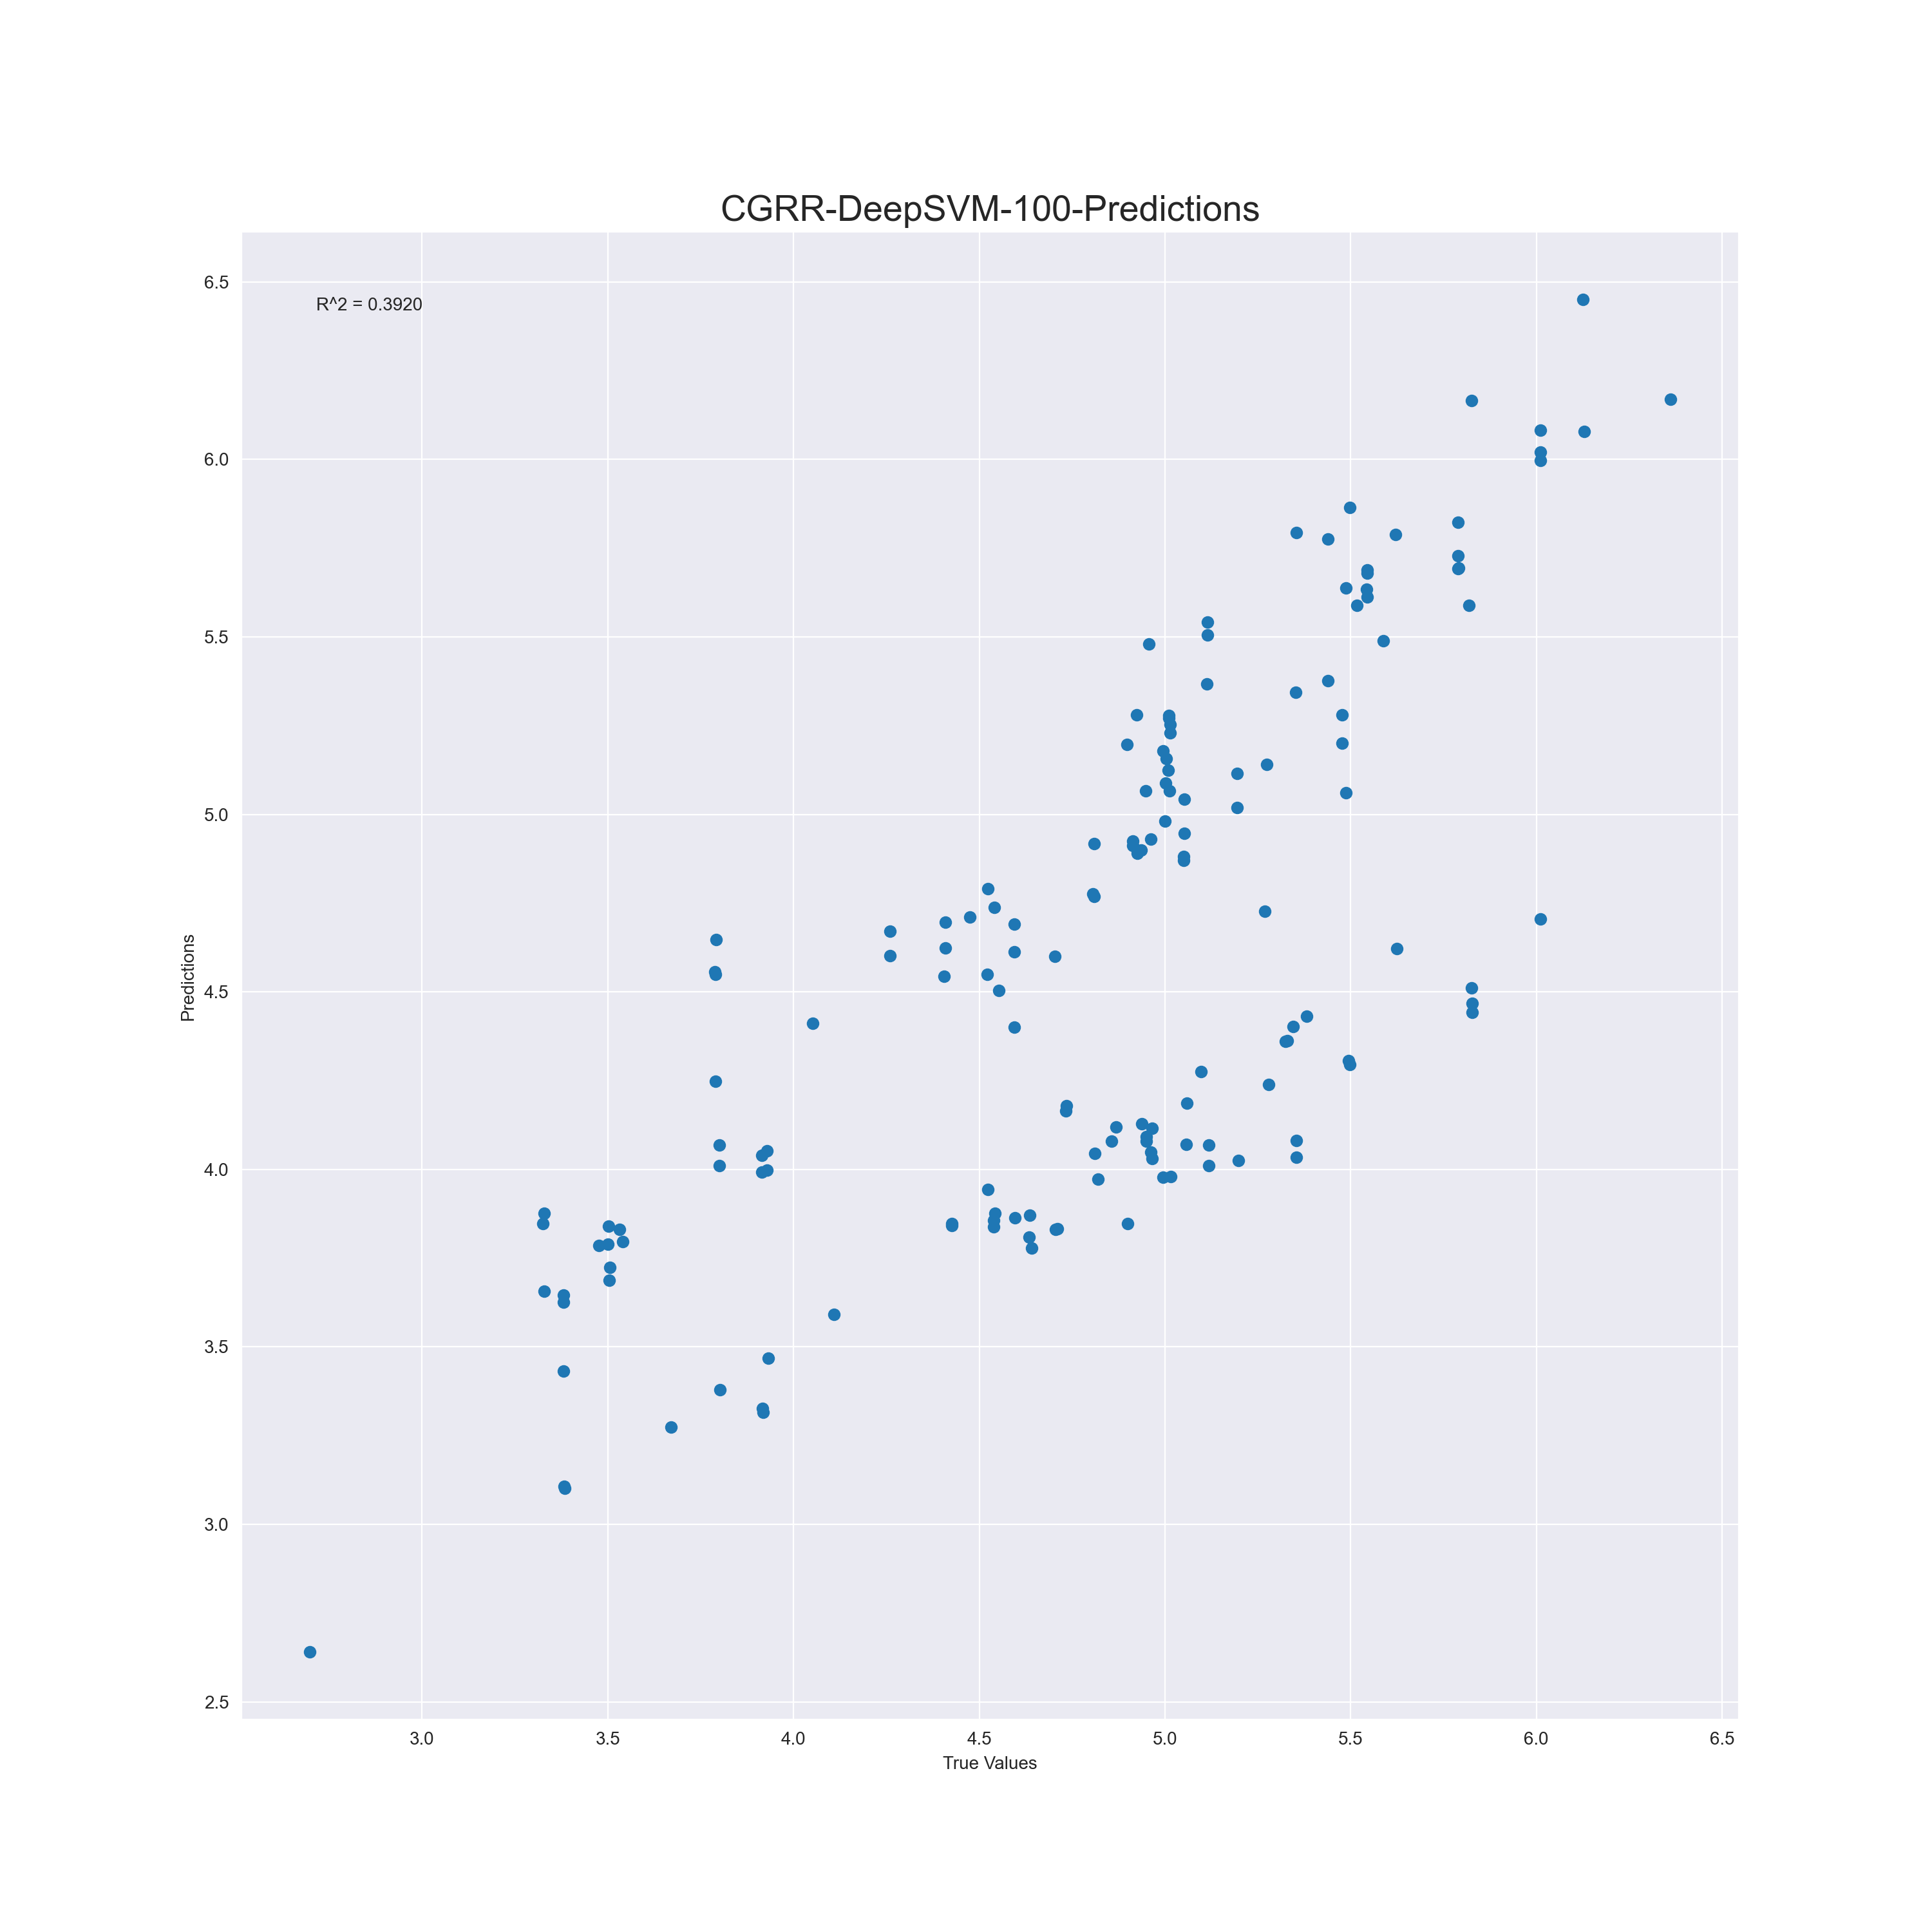 CGRR-DeepSVM-100-Predictions
R^2 = 0.3920
6.5
6.0
5.5
5.0
4.5
4.0
3.5
3.0
2.5
Predictions
3.0 3.5 4.0 4.5 5.0 5.5 6.0 6.5
True Values